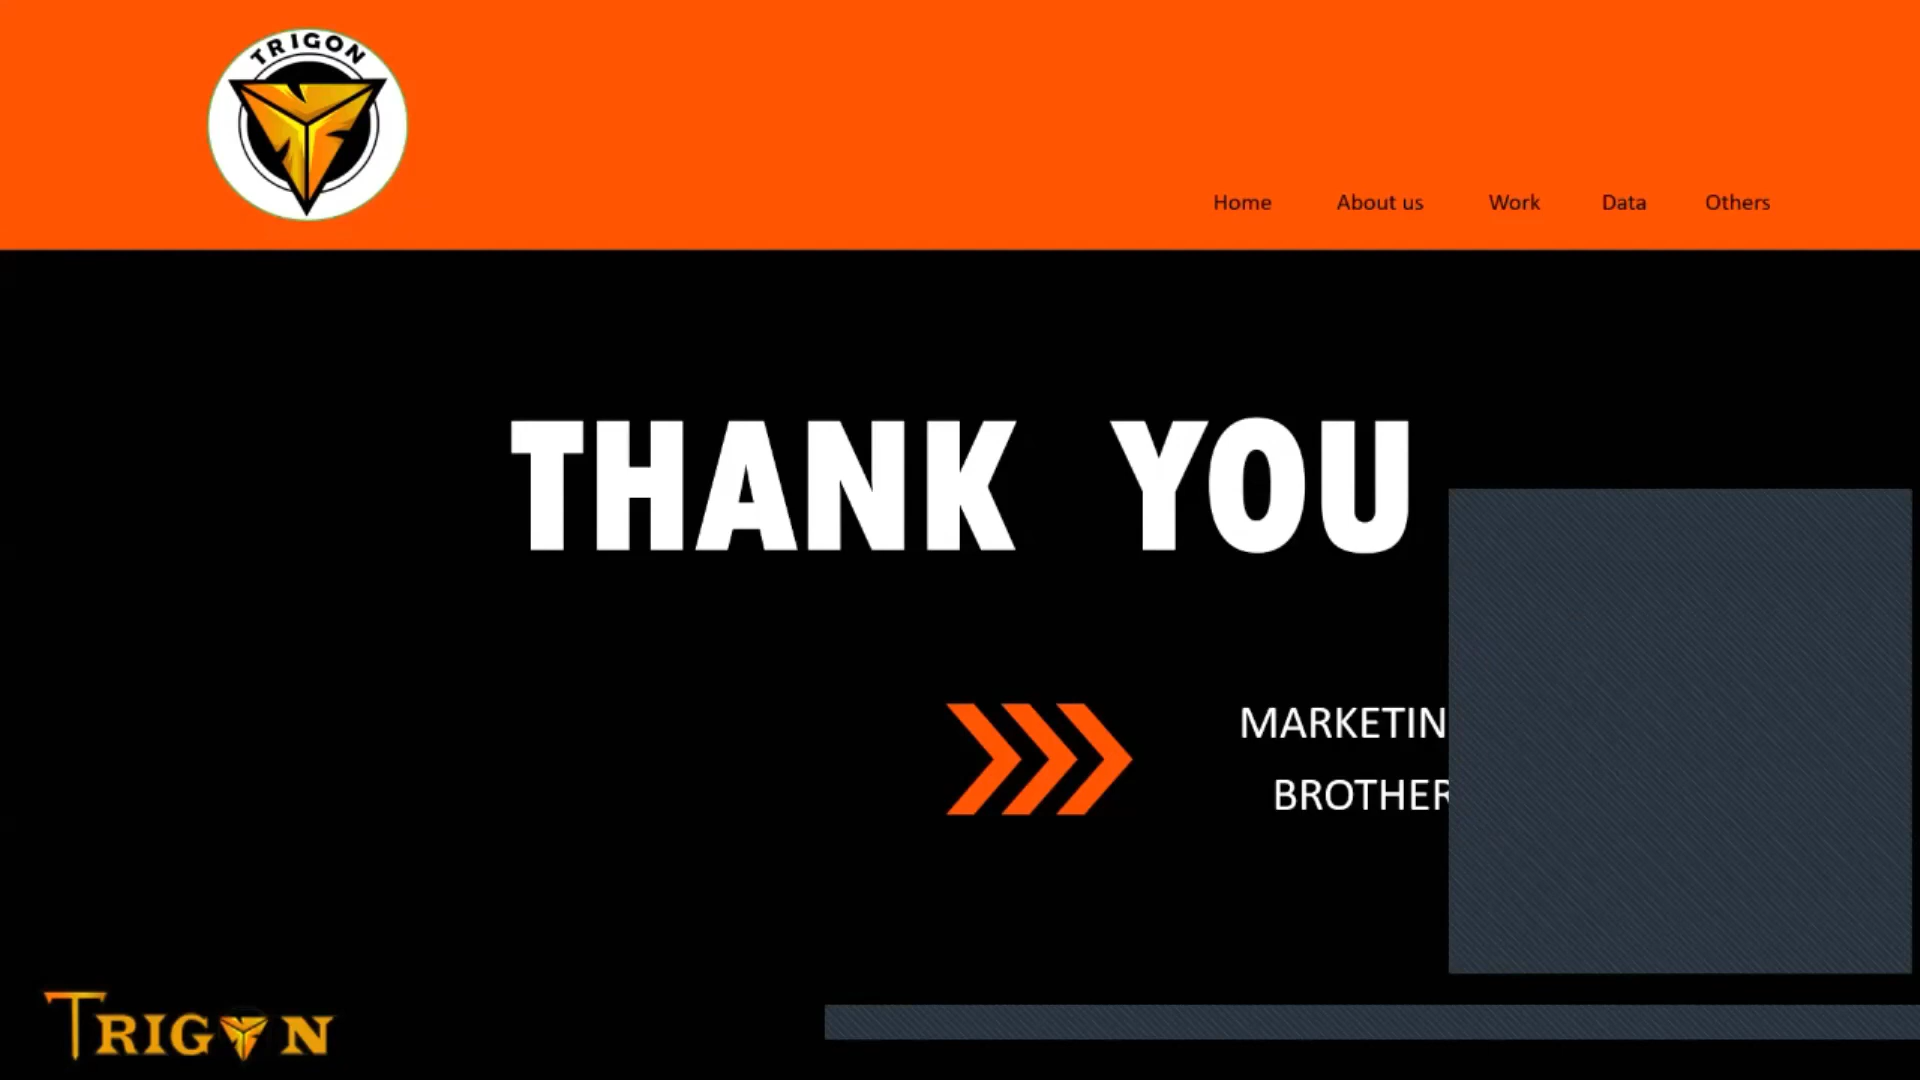 TRIGON
Home About us Work Data Others
THANK YOU
MARKETIN
BROTHER
TRIGON